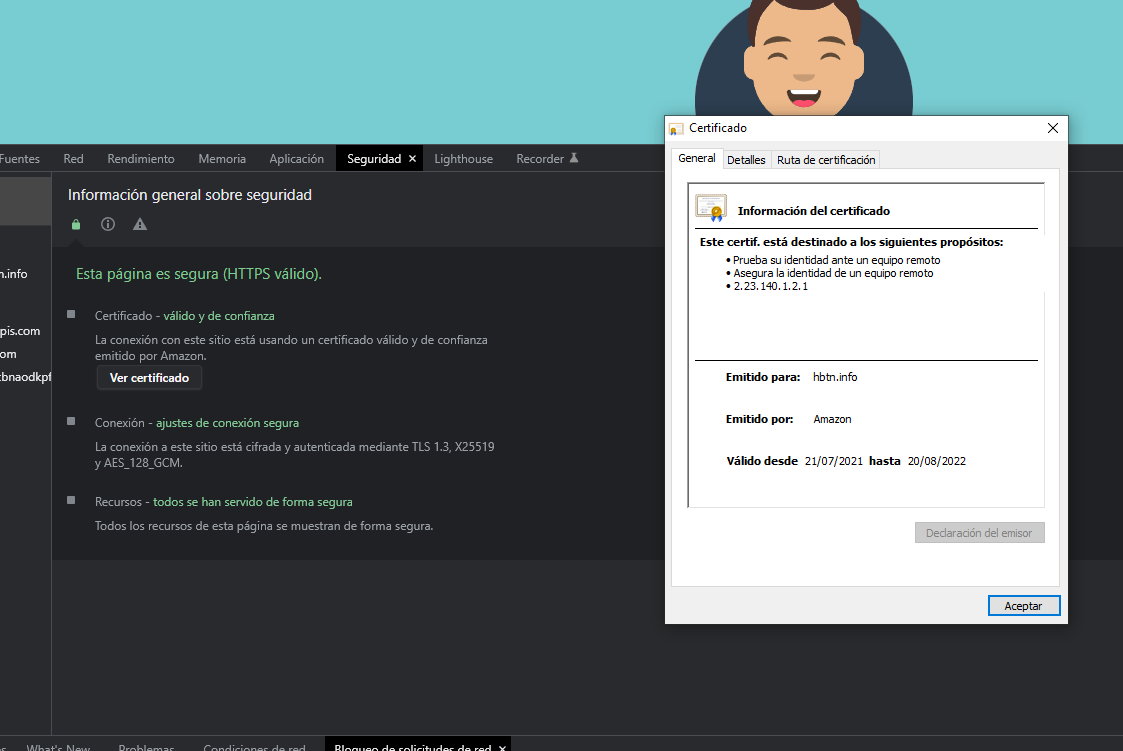 Fuentes Red Rendimiento Memoria Aplicación Seguridad × Lighthouse Recorder
Información general sobre seguridad
Esta página es segura (HTTPS válido).
Certificado - válido y de confianza
La conexión con este sitio está usando un certificado válido y de confianza
emitido por Amazon.
Ver certificado
Conexión - ajustes de conexión segura
La conexión a este sitio está cifrada y autenticada mediante TLS 1.3, X25519
y AES_128_GCM.
Recursos - todos se han servido de forma segura
Todos los recursos de esta página se muestran de forma segura.
n.info
pis.com
om
tbnaodkpf
Certificado
General Detalles Ruta de certificación
Información del certificado
Este certif. está destinado a los siguientes propósitos:
• Prueba su identidad ante un equipo remoto
• Asegura la identidad de un equipo remoto
• 2.23.140.1.2.1
Emitido para: hbtn.info
Emitido por: Amazon
Válido desde 21/07/2021 hasta 20/08/2022
Declaración del emisor
Aceptar
What's New Problemas Condiciones de red Bloqueo de solicitudes de red ×